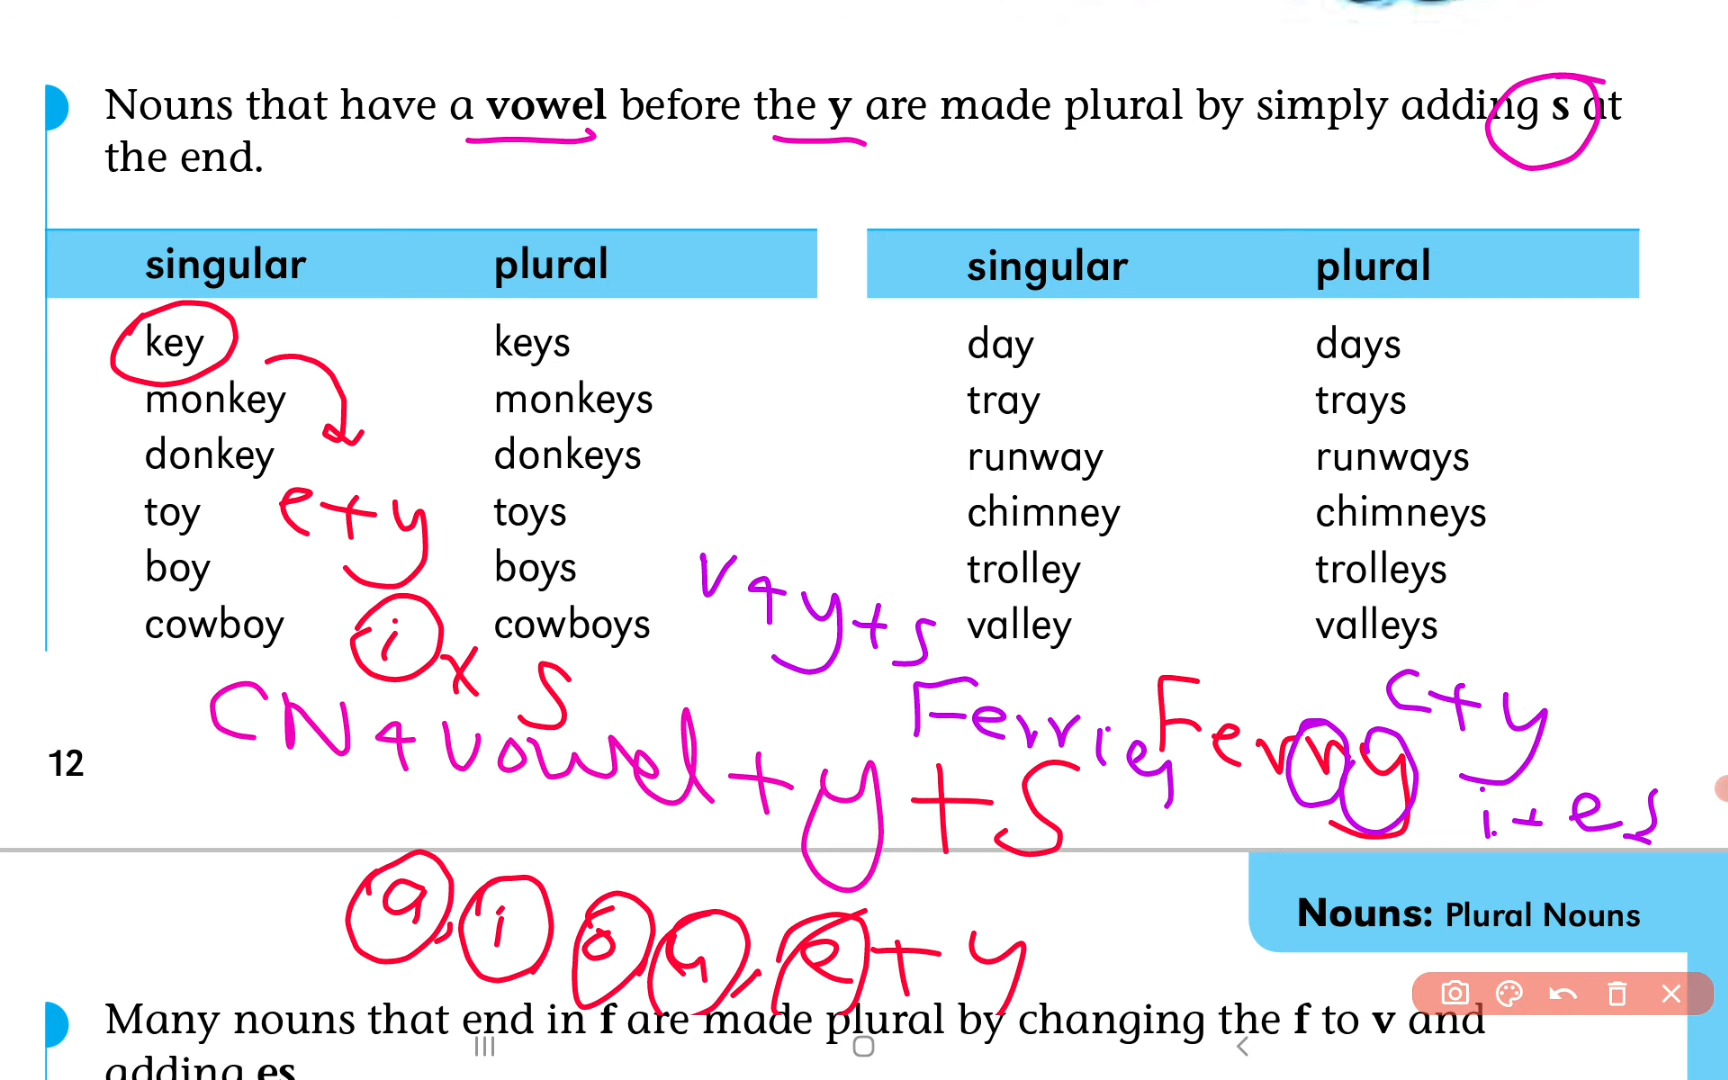 Nouns that have a vowel before the y are made plural by simply adding s at
the end.
singular plural singular plural
key keys day days
monkey monkeys tray trays
donkey donkeys runway runways
e+y
toy toys chimney chimneys
boy boys trolley trolleys
v+y+s
i x
cowboy cowboys valley valleys
s
c+y
CN+vowel+y+s
Ferries
Ferry
i+es
12
a, i o u, e+y
Nouns: Plural Nouns
Many nouns that end in f are made plural by changing the f to v and
adding es